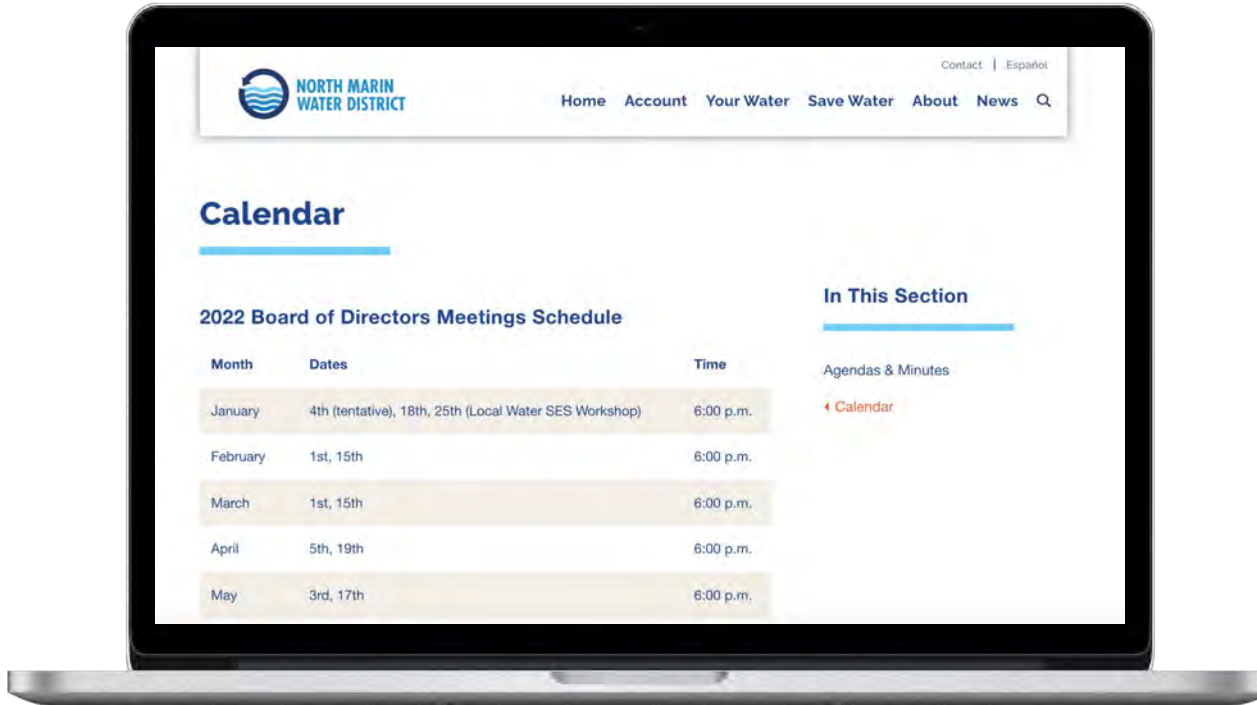 Contact | Español
NORTH MARIN
WATER DISTRICT
Home Account Your Water Save Water About News
Calendar
2022 Board of Directors Meetings Schedule
Month Dates Time
January 4th (tentative), 18th, 25th (Local Water SES Workshop) 6:00 p.m.
February 1st, 15th 6:00 p.m.
March 1st, 15th 6:00 p.m.
April 5th, 19th 6:00 p.m.
May 3rd, 17th 6:00 p.m.
In This Section
Agendas & Minutes
Calendar